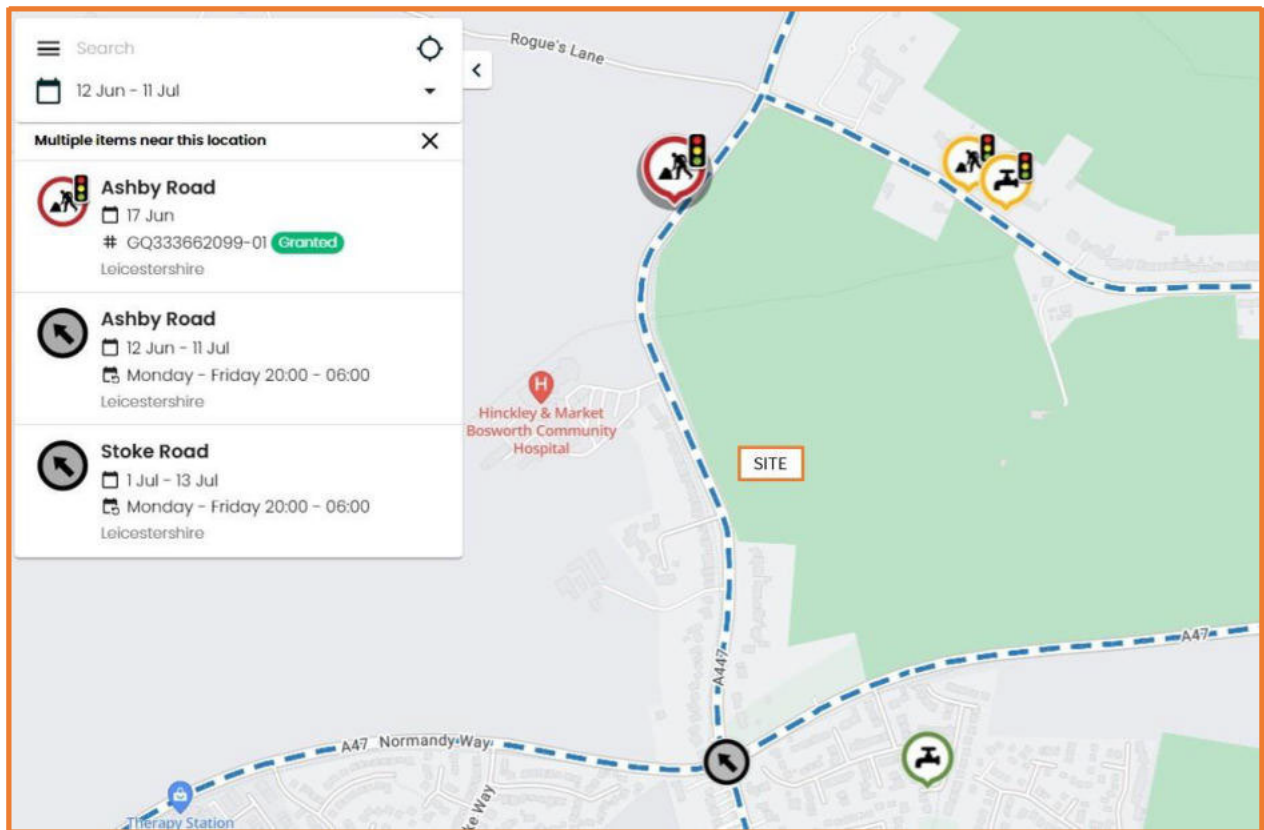 Search
12 Jun - 11 Jul
Multiple items near this location
Ashby Road
17 Jun
# GQ333662099-01 Granted
Leicestershire
Ashby Road
12 Jun - 11 Jul
Monday - Friday 20:00 - 06:00
Leicestershire
Stoke Road
1 Jul - 13 Jul
Monday - Friday 20:00 - 06:00
Leicestershire
Rogue's Lane
H
Hinckley & Market
Bosworth Community
Hospital
SITE
A47
A447
A47 Normandy Way
ke Way
Therapy Station